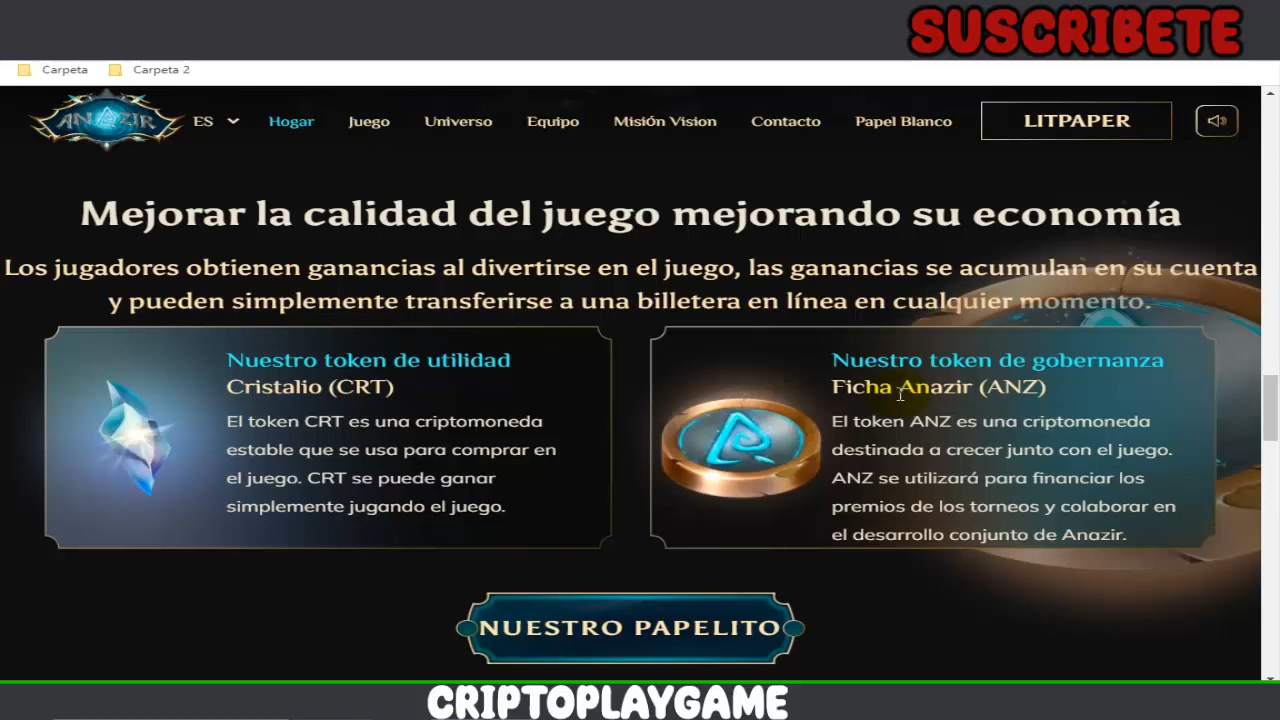 SUSCRIBETE
Carpeta Carpeta 2
ANAZIR ES Hogar Juego Universo Equipo Misión Vision Contacto Papel Blanco LITPAPER
Mejorar la calidad del juego mejorando su economía
Los jugadores obtienen ganancias al divertirse en el juego, las ganancias se acumulan en su cuenta
y pueden simplemente transferirse a una billetera en línea en cualquier momento.
Nuestro token de utilidad
Cristalio (CRT)
El token CRT es una criptomoneda
estable que se usa para comprar en
el juego. CRT se puede ganar
simplemente jugando el juego.
Nuestro token de gobernanza
Ficha Anazir (ANZ)
El token ANZ es una criptomoneda
destinada a crecer junto con el juego.
ANZ se utilizará para financiar los
premios de los torneos y colaborar en
el desarrollo conjunto de Anazir.
NUESTRO PAPELITO
CRIPTOPLAYGAME